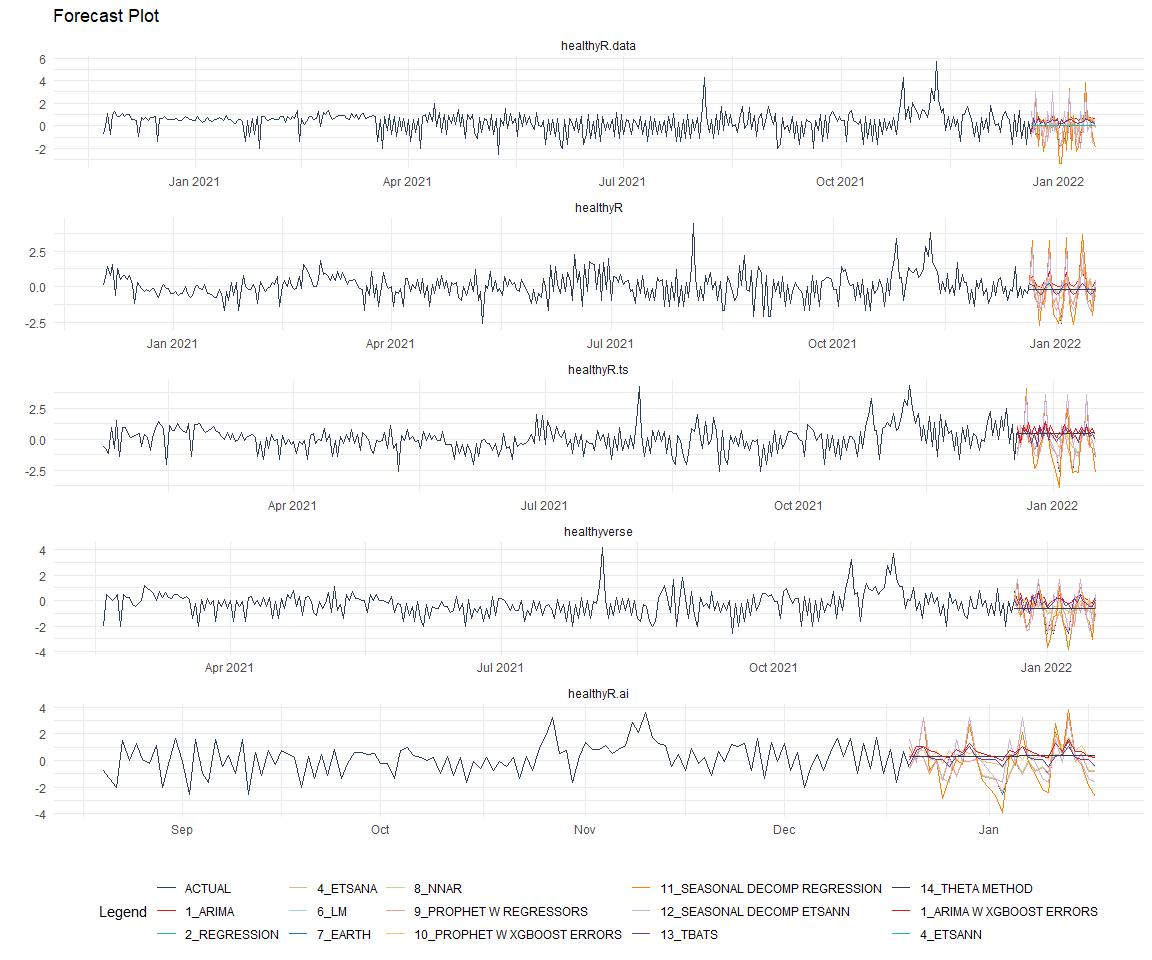 Forecast Plot
healthyR.data
6
4
2
0
-2
Jan 2021 Apr 2021 Jul 2021 Oct 2021 Jan 2022
healthyR
2.5
0.0
-2.5
Jan 2021 Apr 2021 Jul 2021 Oct 2021 Jan 2022
healthyR.ts
2.5
0.0
-2.5
Apr 2021 Jul 2021 Oct 2021 Jan 2022
healthyverse
4
2
0
-2
-4
Apr 2021 Jul 2021 Oct 2021 Jan 2022
healthyR.ai
4
2
0
-2
-4
Sep Oct Nov Dec Jan
ACTUAL 4_ETSANA 8_NNAR 11_SEASONAL DECOMP REGRESSION 14_THETA METHOD
Legend 1_ARIMA 6_LM 9_PROPHET W REGRESSORS 12_SEASONAL DECOMP ETSANN 1_ARIMA W XGBOOST ERRORS
2_REGRESSION 7_EARTH 10_PROPHET W XGBOOST ERRORS 13_TBATS 4_ETSANN